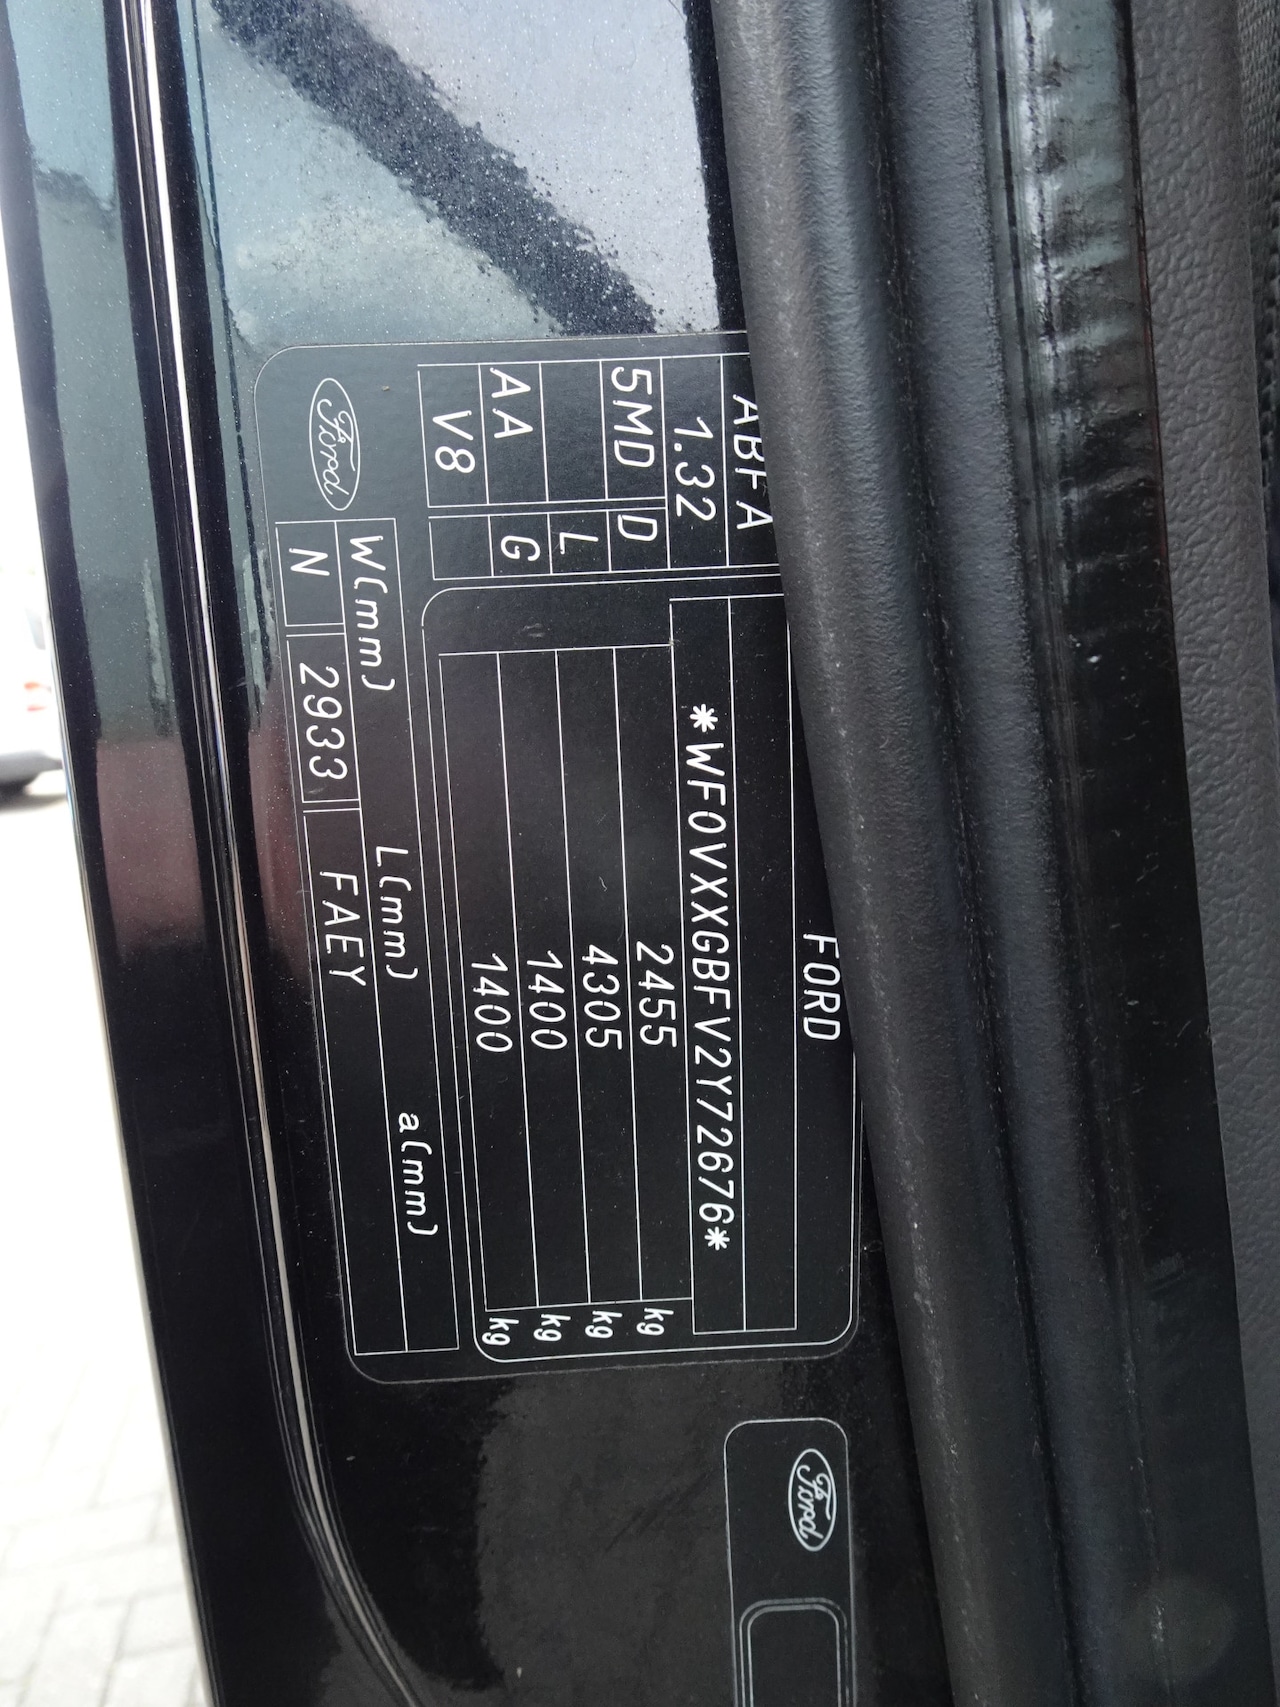 FORD
*WF0VXXGBFV2Y72676*
2455 kg
4305 kg
1400 kg
1400 kg
ABFA
1.32
5MD D
L
AA G
V8
W(mm) L(mm) a(mm)
N 2933 FAEY
Ford
Ford